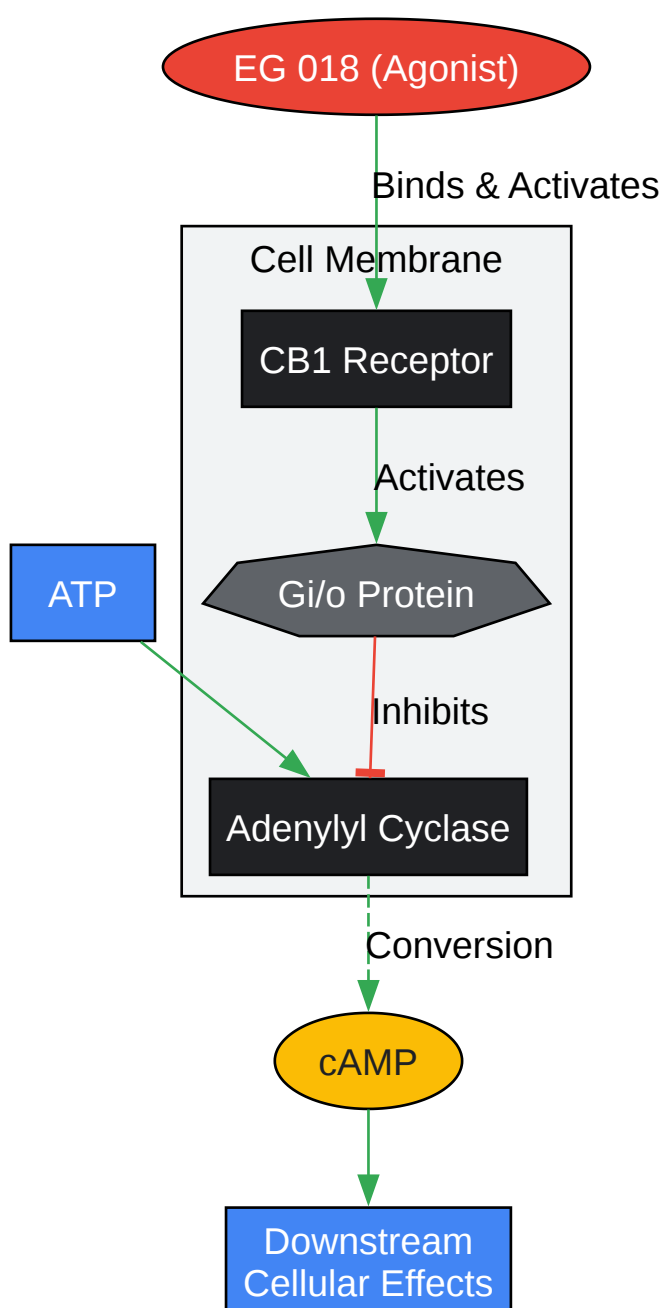 EG 018 (Agonist)
Binds & Activates
Cell Membrane
CB1 Receptor
Activates
ATP
Gi/o Protein
Inhibits
Adenylyl Cyclase
Conversion
cAMP
Downstream
Cellular Effects